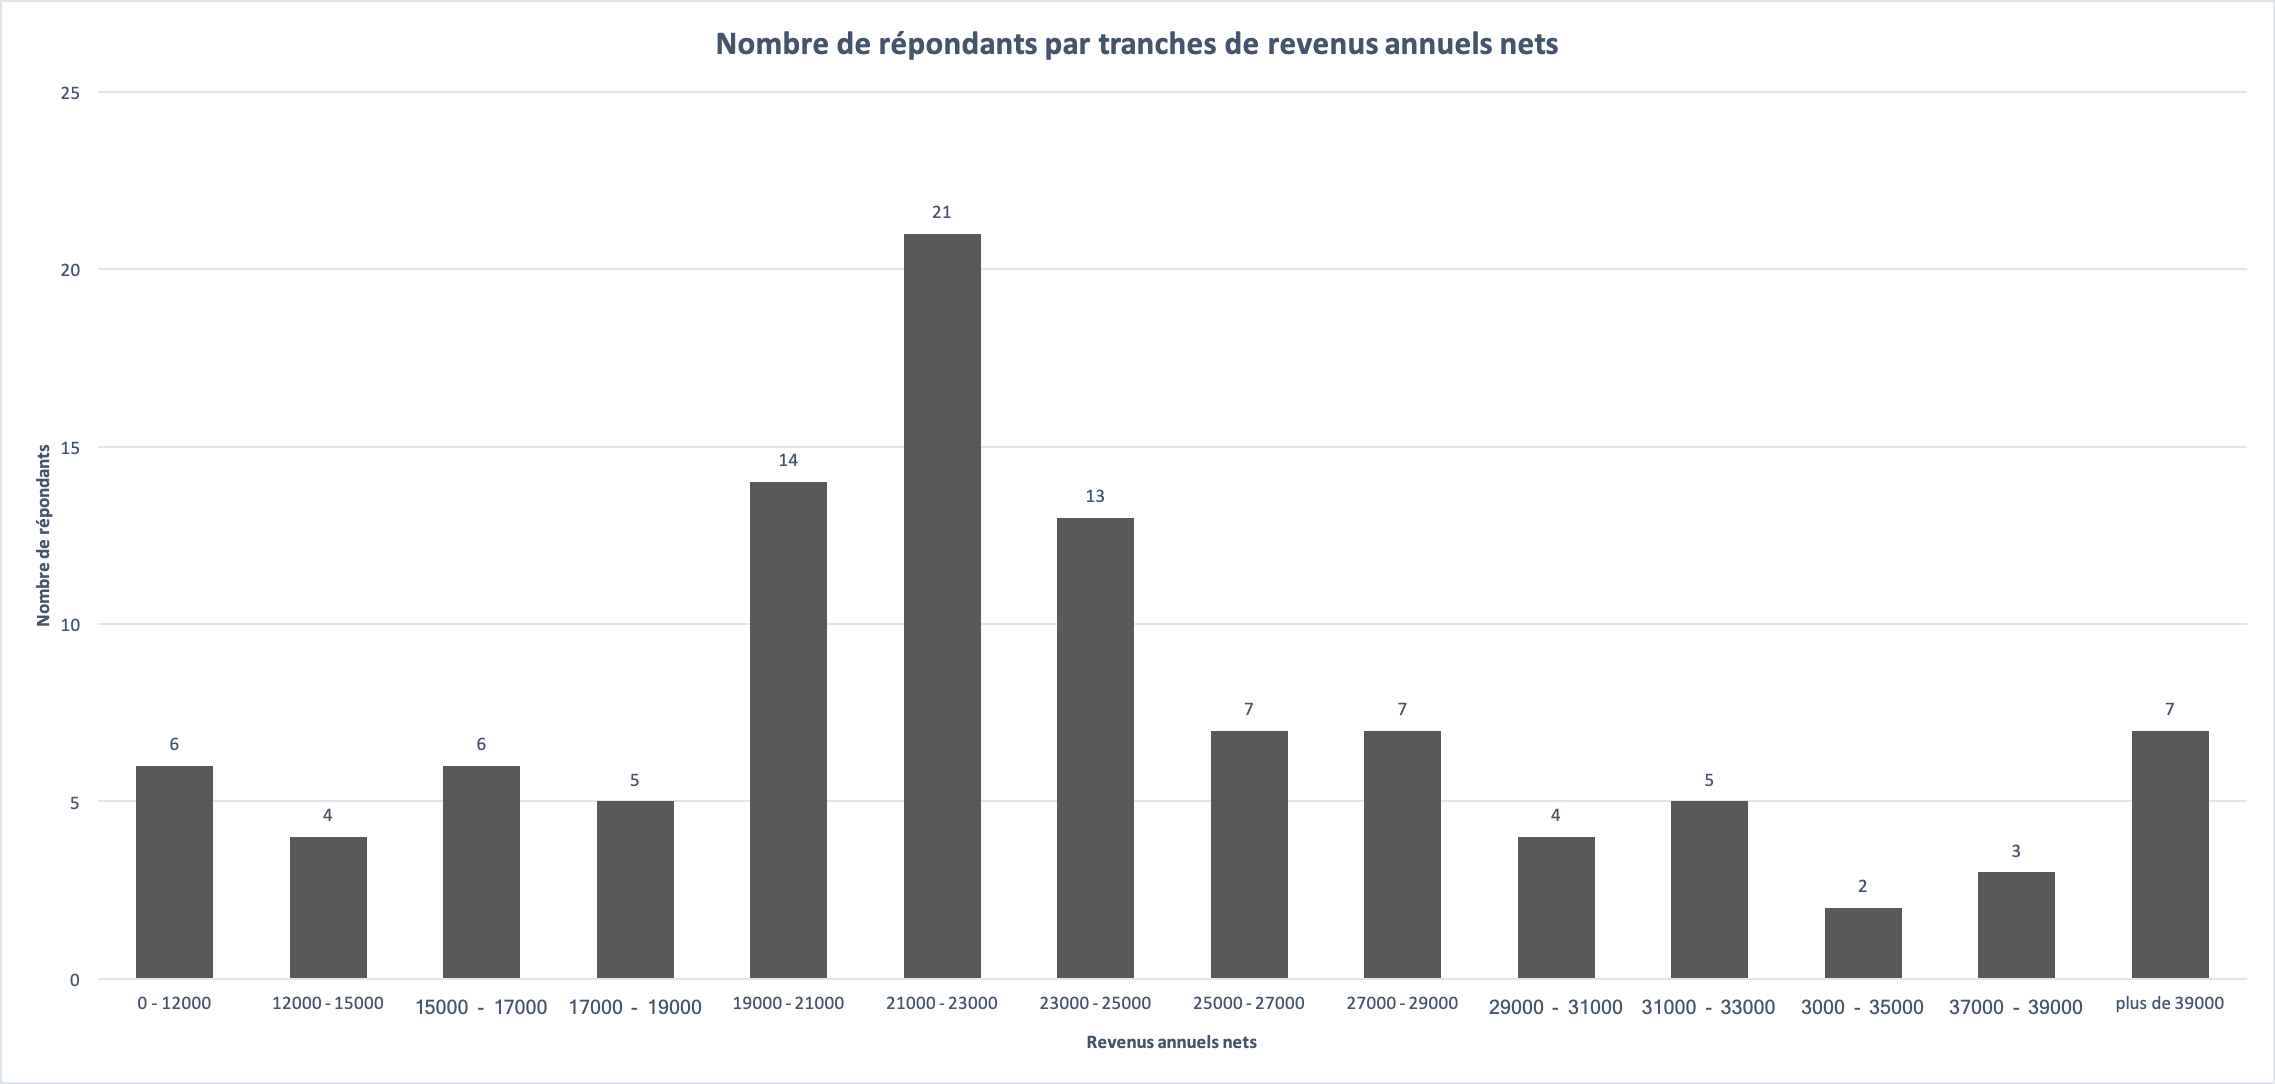 Nombre de répondants par tranches de revenus annuels nets
25
20
15
10
5
0
Nombre de répondants
6
4
6
5
14
21
13
7
7
4
5
2
3
7
0 - 12000
12000 - 15000
15000 - 17000
17000 - 19000
19000 - 21000
21000 - 23000
23000 - 25000
25000 - 27000
27000 - 29000
29000 - 31000
31000 - 33000
3000 - 35000
37000 - 39000
plus de 39000
Revenus annuels nets